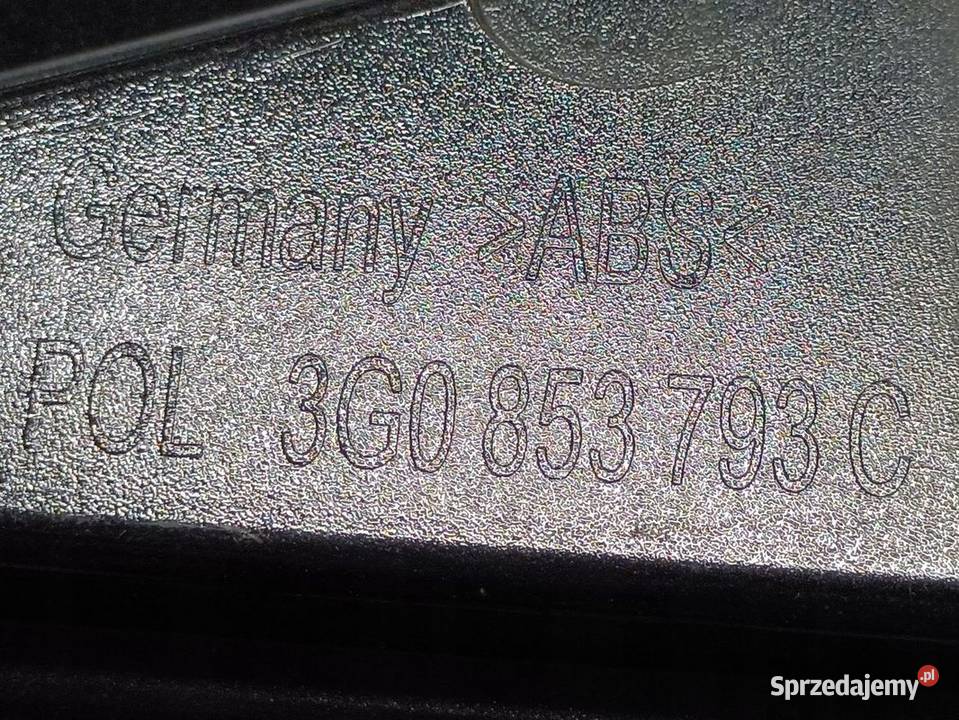 Germany >ABS<
POL 3G0 853 793 C
Sprzedajemy.pl